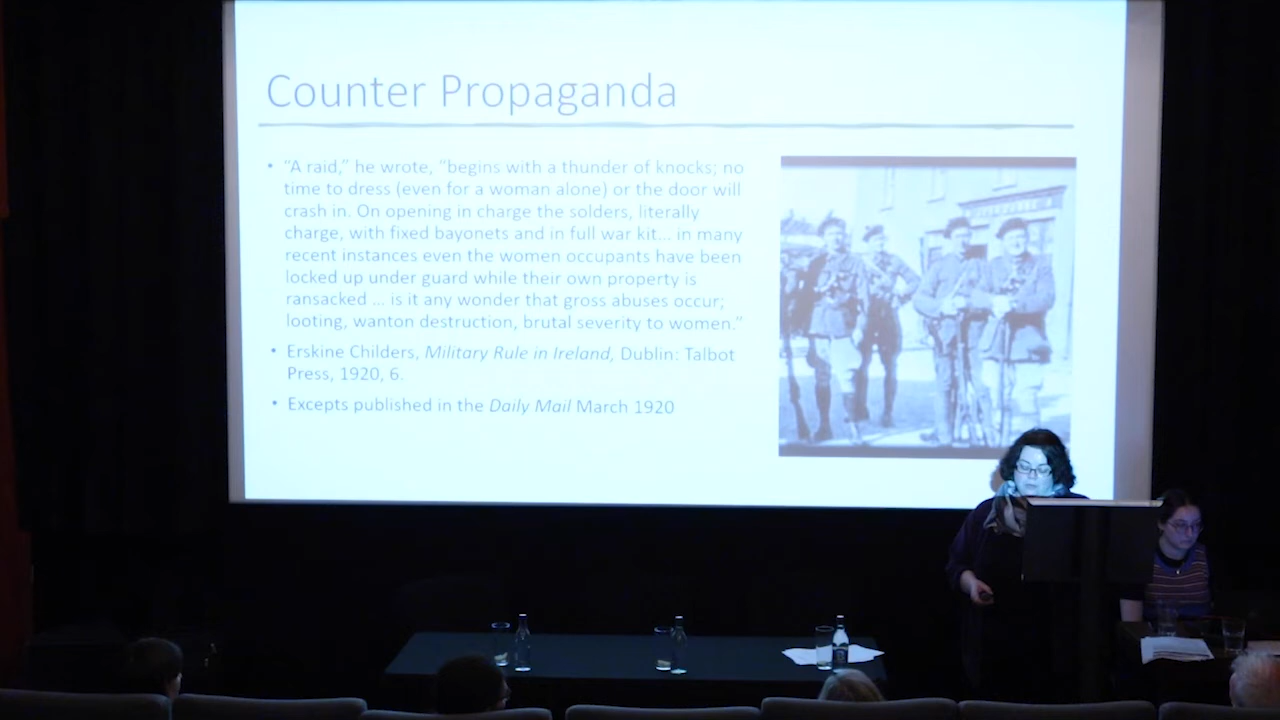 Counter Propaganda
• “A raid,” he wrote, “begins with a thunder of knocks; no
time to dress (even for a woman alone) or the door will
crash in. On opening in charge the solders, literally
charge, with fixed bayonets and in full war kit... in many
recent instances even the women occupants have been
locked up under guard while their own property is
ransacked ... is it any wonder that gross abuses occur;
looting, wanton destruction, brutal severity to women.”
• Erskine Childers, Military Rule in Ireland, Dublin: Talbot
Press, 1920, 6.
• Excepts published in the Daily Mail March 1920